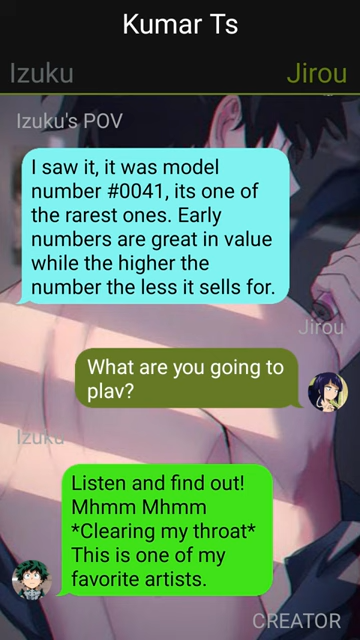 Kumar Ts
Izuku
Jirou
Izuku's POV
I saw it, it was model
number #0041, its one of
the rarest ones. Early
numbers are great in value
while the higher the
number the less it sells for.
Jirou
What are you going to
plav?
Izuku
Listen and find out!
Mhmm Mhmm
*Clearing my throat*
This is one of my
favorite artists.
CREATOR